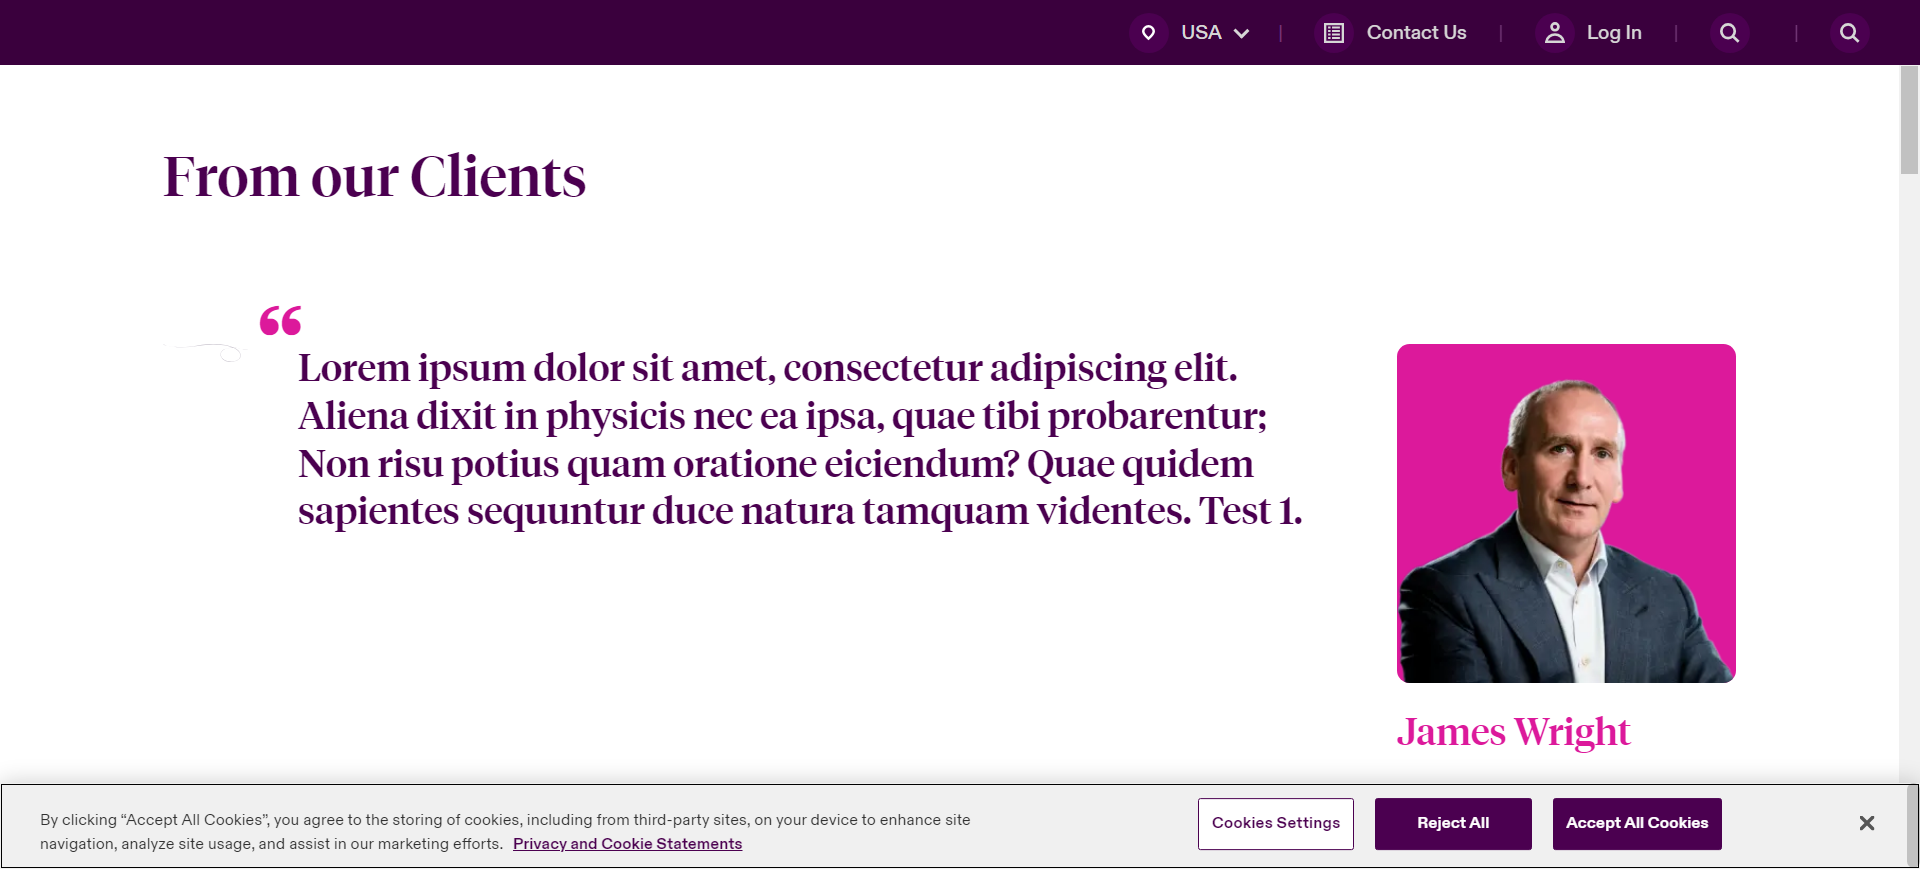 USA
Contact Us
Log In
From our Clients
“
Lorem ipsum dolor sit amet, consectetur adipiscing elit.
Aliena dixit in physicis nec ea ipsa, quae tibi probarentur;
Non risu potius quam oratione eiciendum? Quae quidem
sapientes sequuntur duce natura tamquam videntes. Test 1.
James Wright
By clicking “Accept All Cookies”, you agree to the storing of cookies, including from third-party sites, on your device to enhance site
navigation, analyze site usage, and assist in our marketing efforts. Privacy and Cookie Statements
Cookies Settings
Reject All
Accept All Cookies